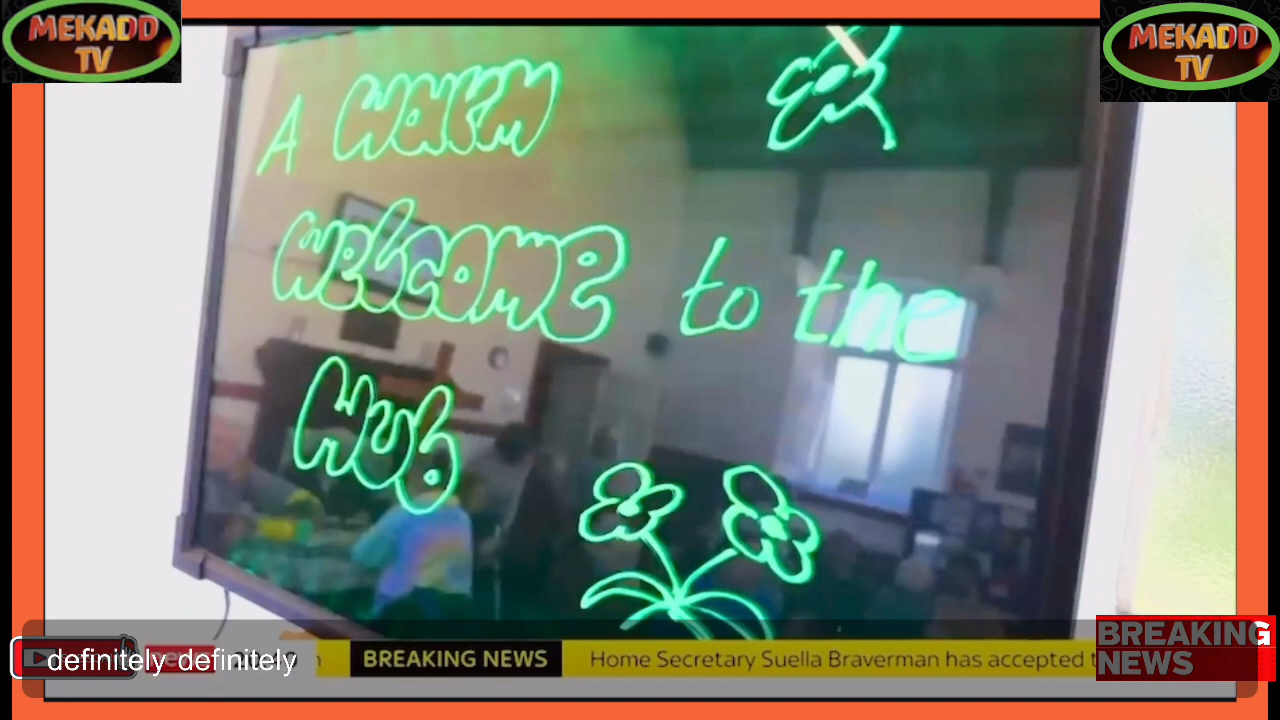 MEKADD
TV
MEKADD
TV
A warm
welcome to the
Hub
definitely definitely
BREAKING NEWS
Home Secretary Suella Braverman has accepted t
BREAKING
NEWS